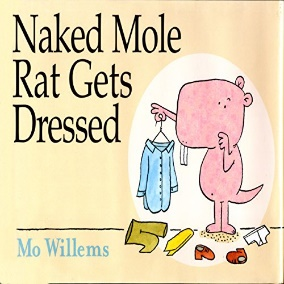 Naked Mole
Rat Gets
Dressed
Mo Willems